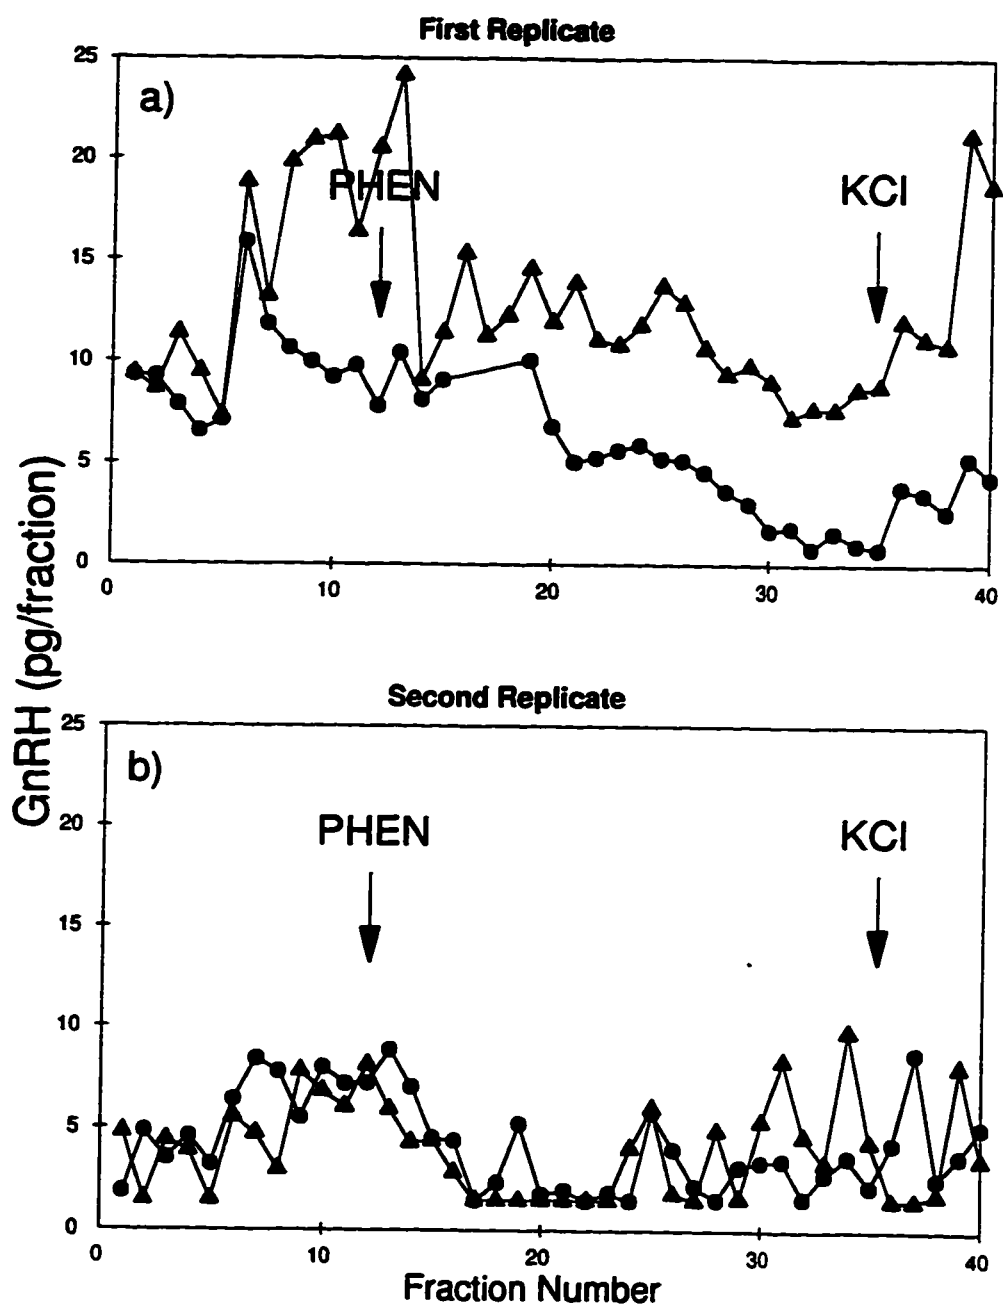 First Replicate
a)
25
20
15
10
5
0
PHEN
KCl
0 10 20 30 40
GnRH (pg/fraction)
Second Replicate
b)
25
20
15
10
5
0
PHEN
KCl
0 10 20 30 40
Fraction Number